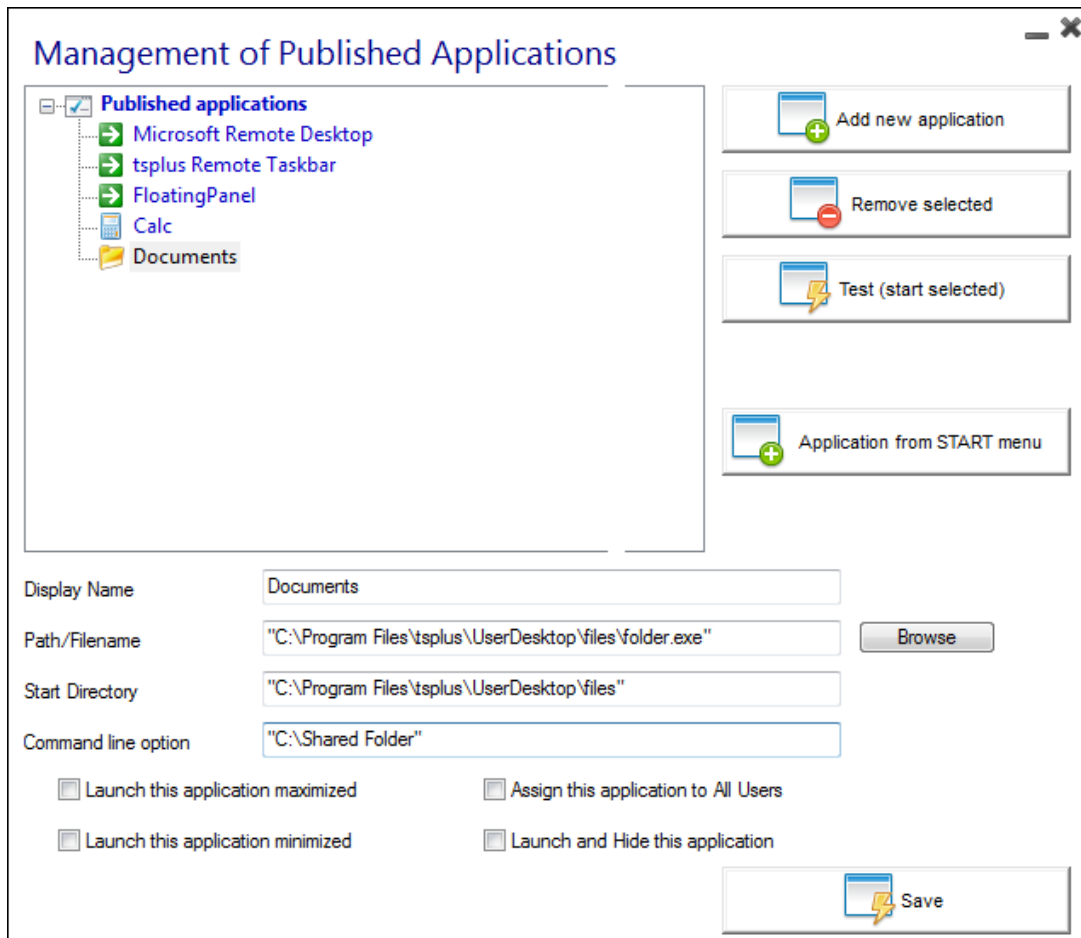 Management of Published Applications
Published applications
Microsoft Remote Desktop
tsplus Remote Taskbar
FloatingPanel
Calc
Documents
Add new application
Remove selected
Test (start selected)
Application from START menu
Display Name Documents
Path/Filename "C:\Program Files\tsplus\UserDesktop\files\folder.exe" Browse
Start Directory "C:\Program Files\tsplus\UserDesktop\files"
Command line option "C:\Shared Folder"
Launch this application maximized Assign this application to All Users
Launch this application minimized Launch and Hide this application
Save